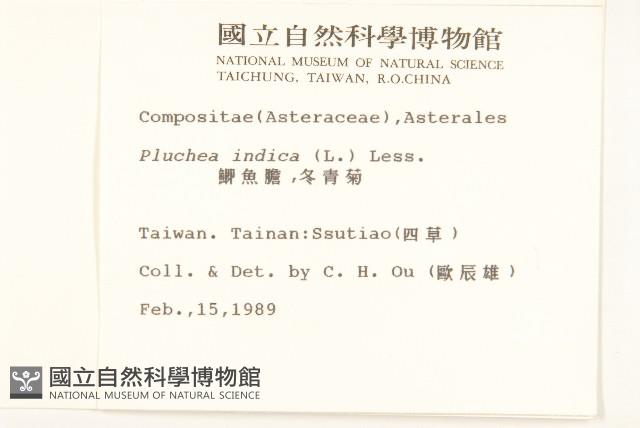 國立自然科學博物館
NATIONAL MUSEUM OF NATURAL SCIENCE
TAICHUNG, TAIWAN, R.O.CHINA
Compositae(Asteraceae),Asterales
Pluchea indica (L.) Less.
鯽魚膽,冬青菊
Taiwan. Tainan:Ssutiao(四草)
Coll. & Det. by C. H. Ou (歐辰雄)
Feb.,15,1989
國立自然科學博物館
NATIONAL MUSEUM OF NATURAL SCIENCE